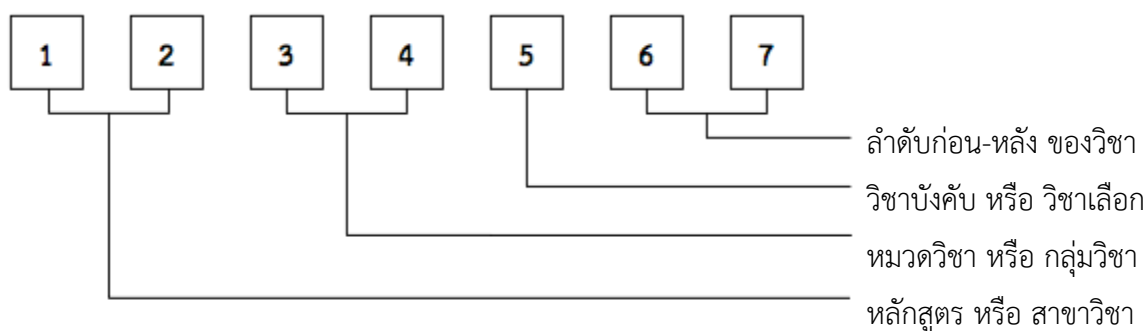 1 2 3 4 5 6 7
ลำดับก่อน-หลัง ของวิชา
วิชาบังคับ หรือ วิชาเลือก
หมวดวิชา หรือ กลุ่มวิชา
หลักสูตร หรือ สาขาวิชา